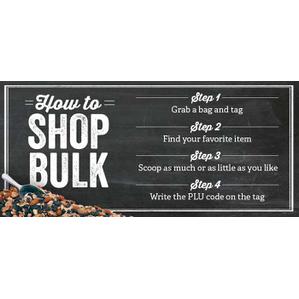 How to
SHOP
BULK
Step 1
Grab a bag and tag
Step 2
Find your favorite item
Step 3
Scoop as much or as little as you like
Step 4
Write the PLU code on the tag